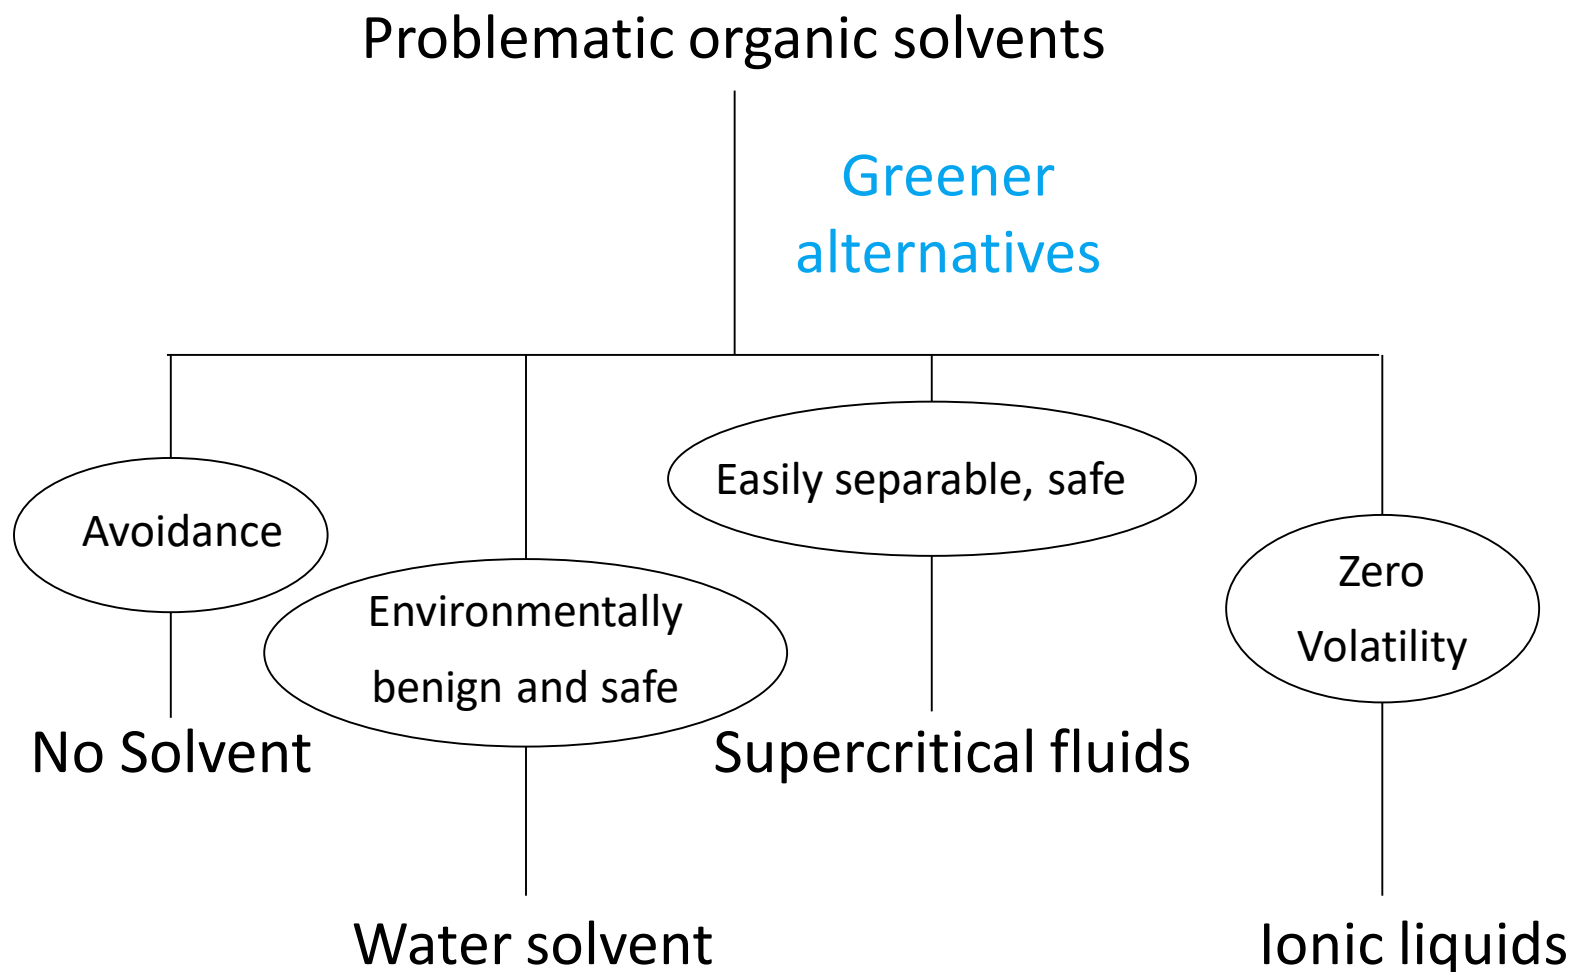 Problematic organic solvents
Greener
alternatives
Avoidance
Environmentally
benign and safe
Easily separable, safe
Zero
Volatility
No Solvent
Supercritical fluids
Water solvent
Ionic liquids